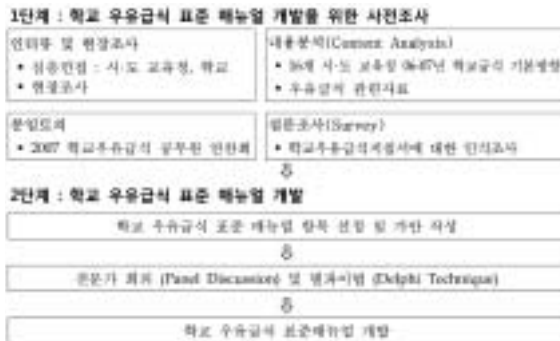 1단계 : 학교 우유급식 표준 매뉴얼 개발을 위한 사전조사
인터뷰 및 현장조사
• 심층면접 : 시·도 교육청, 학교
• 현장조사
내용분석(Content Analysis)
• 16개 시·도 교육청 06-07년 학교급식 기본방향
• 우유급식 관련자료
분임토의
• 2007 학교우유급식 공무원 연찬회
설문조사(Survey)
• 학교우유급식지침서에 대한 인식조사
⇩
2단계 : 학교 우유급식 표준 매뉴얼 개발
학교 우유급식 표준 매뉴얼 항목 선정 및 가안 작성
⇩
전문가 회의 (Panel Discussion) 및 델파이법 (Delphi Technique)
⇩
학교 우유급식 표준매뉴얼 개발